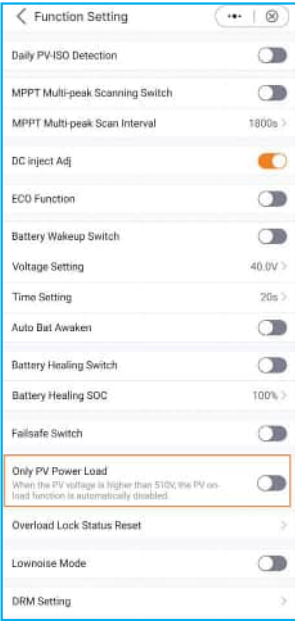 Function Setting
Daily PV-ISO Detection
MPPT Multi-peak Scanning Switch
MPPT Multi-peak Scan Interval 1800s
DC inject Adj
ECO Function
Battery Wakeup Switch
Voltage Setting 40.0V
Time Setting 20s
Auto Bat Awaken
Battery Healing Switch
Battery Healing SOC 100%
Failsafe Switch
Only PV Power Load
When the PV voltage is higher than 510V, the PV on-
load function is automatically disabled.
Overload Lock Status Reset
Lownoise Mode
DRM Setting